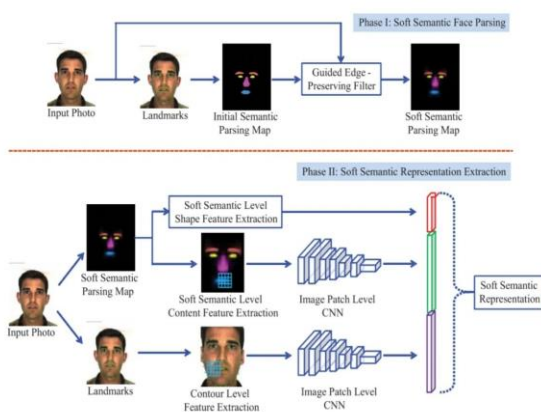 Phase I: Soft Semantic Face Parsing
Guided Edge -
Preserving Filter
Input Photo
Landmarks
Initial Semantic
Parsing Map
Soft Semantic
Parsing Map
Phase II: Soft Semantic Representation Extraction
Soft Semantic Level
Shape Feature Extraction
Soft Semantic
Parsing Map
Soft Semantic Level
Content Feature Extraction
Image Patch Level
CNN
Soft Semantic
Representation
Input Photo
Landmarks
Contour Level
Feature Extraction
Image Patch Level
CNN